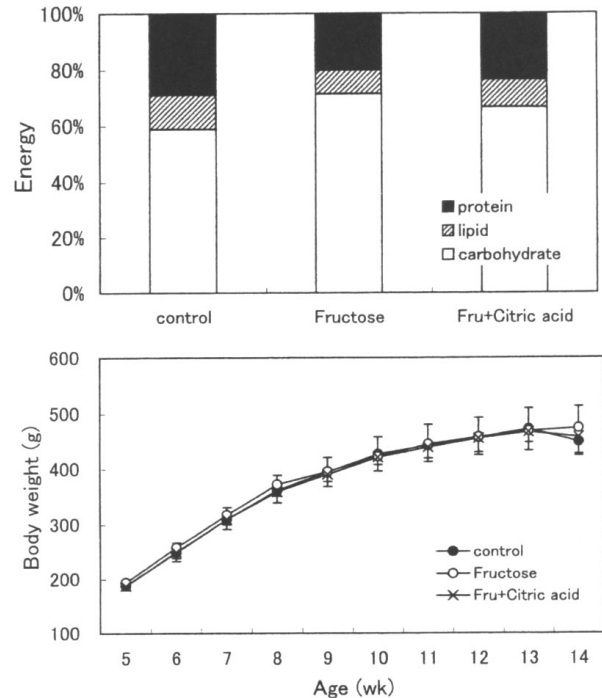 100%
80%
60%
40%
20%
0%
Energy
protein
lipid
carbohydrate
control Fructose Fru+Citric acid
600
500
400
300
200
100
Body weight (g)
control
Fructose
Fru+Citric acid
5 6 7 8 9 10 11 12 13 14
Age (wk)